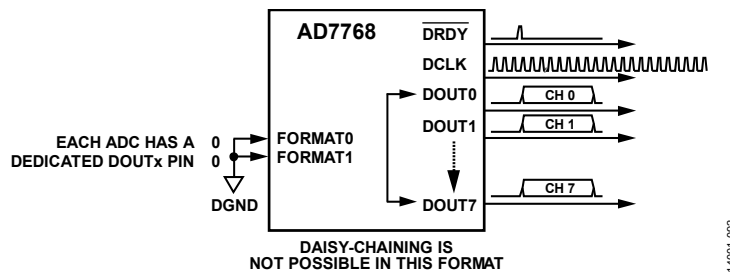 AD7768
DRDY
DCLK
DOUT0
CH 0
DOUT1
CH 1
EACH ADC HAS A 0
FORMAT0
DEDICATED DOUTx PIN 0
FORMAT1
DGND
DOUT7
CH 7
DAISY-CHAINING IS
NOT POSSIBLE IN THIS FORMAT